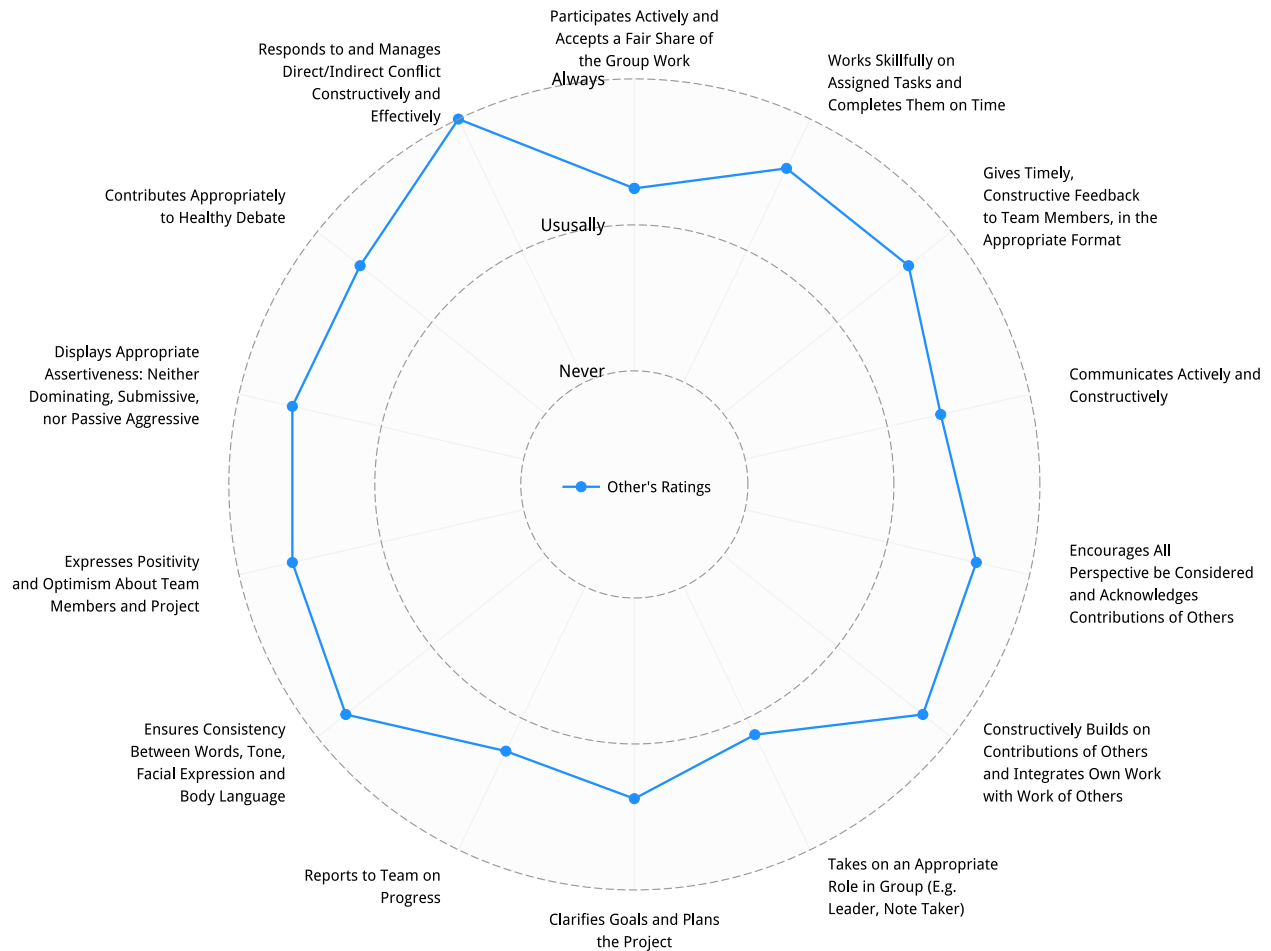 Participates Actively and
Accepts a Fair Share of
the Group Work
Works Skillfully on
Assigned Tasks and
Completes Them on Time
Gives Timely,
Constructive Feedback
to Team Members, in the
Appropriate Format
Communicates Actively and
Constructively
Encourages All
Perspective be Considered
and Acknowledges
Contributions of Others
Constructively Builds on
Contributions of Others
and Integrates Own Work
with Work of Others
Takes on an Appropriate
Role in Group (E.g.
Leader, Note Taker)
Clarifies Goals and Plans
the Project
Reports to Team on
Progress
Ensures Consistency
Between Words, Tone,
Facial Expression and
Body Language
Expresses Positivity
and Optimism About Team
Members and Project
Displays Appropriate
Assertiveness: Neither
Dominating, Submissive,
nor Passive Aggressive
Contributes Appropriately
to Healthy Debate
Responds to and Manages
Direct/Indirect Conflict
Constructively and
Effectively
Always
Ususally
Never
Other's Ratings